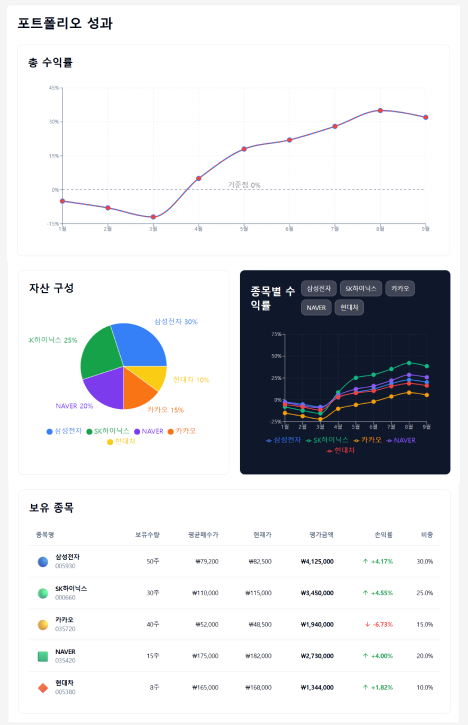 포트폴리오 성과
총 수익률
45%
30%
15%
0%
기준점 0%
-15%
1월 2월 3월 4월 5월 6월 7월 8월 9월
자산 구성
삼성전자 30%
K하이닉스 25%
현대차 10%
NAVER 20%
카카오 15%
삼성전자 SK하이닉스 NAVER 카카오
현대차
종목별 수
익률
삼성전자 SK하이닉스 카카오
NAVER 현대차
75%
50%
25%
0%
-25%
1월 2월 3월 4월 5월 6월 7월 8월 9월
삼성전자 SK하이닉스 카카오 NAVER
현대차
보유 종목
종목명 보유수량 평균매수가 현재가 평가금액 손익률 비중
삼성전자
005930
50주 ₩79,200 ₩82,500 ₩4,125,000 ↑ +4.17% 30.0%
SK하이닉스
000660
30주 ₩110,000 ₩115,000 ₩3,450,000 ↑ +4.55% 25.0%
카카오
035720
40주 ₩52,000 ₩48,500 ₩1,940,000 ↓ -6.73% 15.0%
NAVER
035420
15주 ₩175,000 ₩182,000 ₩2,730,000 ↑ +4.00% 20.0%
현대차
005380
8주 ₩165,000 ₩168,000 ₩1,344,000 ↑ +1.82% 10.0%